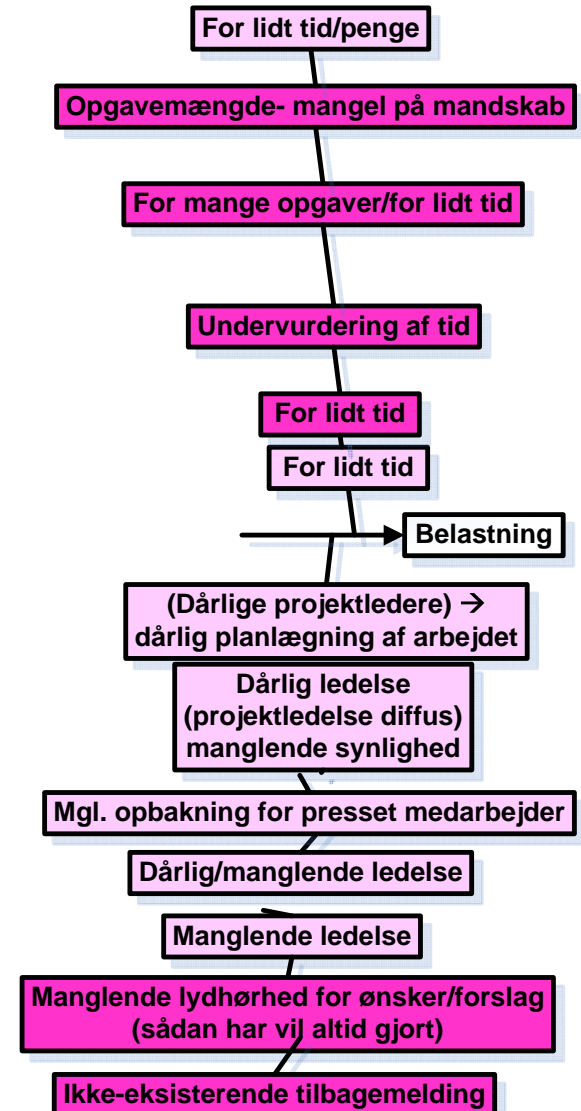 For lidt tid/penge
Opgavemængde- mangel på mandskab
For mange opgaver/for lidt tid
Undervurdering af tid
For lidt tid
For lidt tid
Belastning
(Dårlige projektledere) →
dårlig planlægning af arbejdet
Dårlig ledelse
(projektledelse diffus)
manglende synlighed
Mgl. opbakning for presset medarbejder
Dårlig/manglende ledelse
Manglende ledelse
Manglende lydhørhed for ønsker/forslag
(sådan har vil altid gjort)
Ikke-eksisterende tilbagemelding